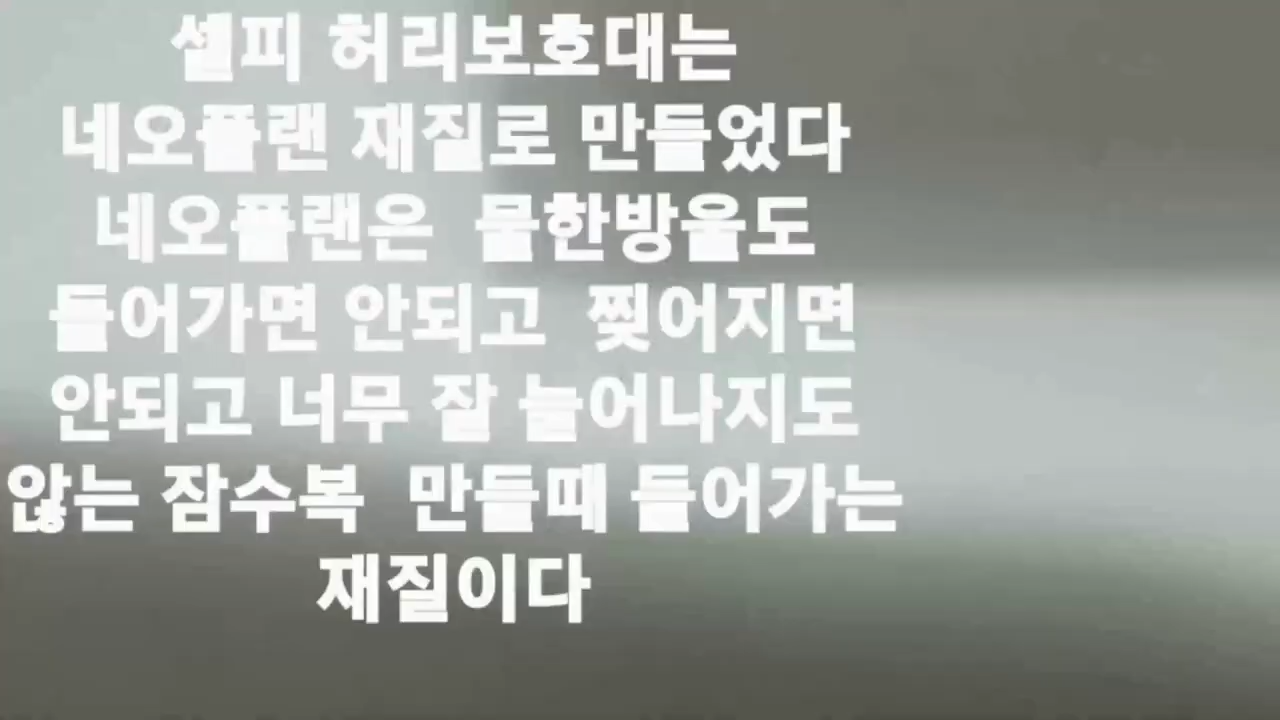 셀피 허리보호대는
네오플랜 재질로 만들었다
네오플랜은 물한방울도
들어가면 안되고 찢어지면
안되고 너무 잘 늘어나지도
않는 잠수복 만들때 들어가는
재질이다